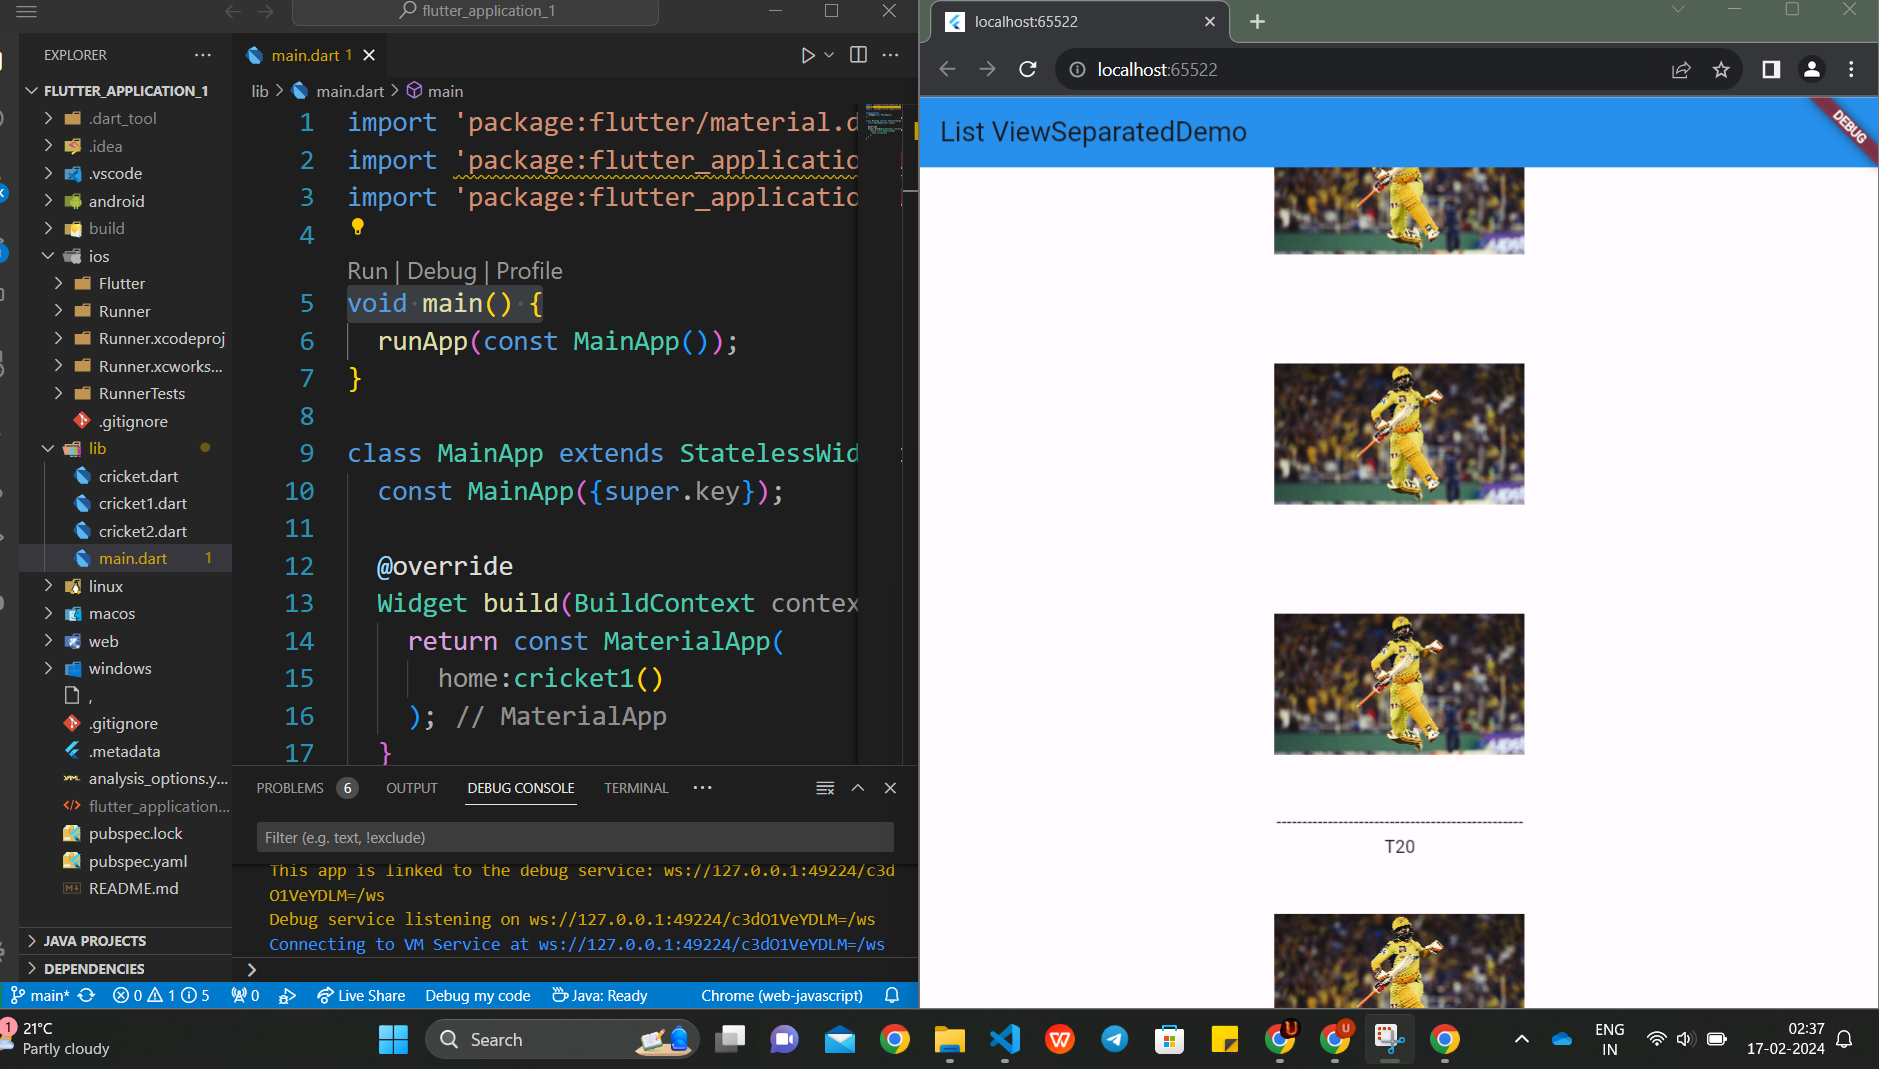 flutter_application_1
EXPLORER
FLUTTER_APPLICATION_1
.dart_tool
.idea
.vscode
android
build
ios
Flutter
Runner
Runner.xcodeproj
Runner.xcworks...
RunnerTests
.gitignore
lib
cricket.dart
cricket1.dart
cricket2.dart
main.dart 1
linux
macos
web
windows
,
.gitignore
.metadata
analysis_options.y...
flutter_application...
pubspec.lock
pubspec.yaml
README.md
JAVA PROJECTS
DEPENDENCIES
main.dart 1
lib > main.dart > main
1 import 'package:flutter/material.d
2 import 'package:flutter_applicatio
3 import 'package:flutter_applicatio
4
Run | Debug | Profile
5 void main() {
6 runApp(const MainApp());
7 }
8
9 class MainApp extends StatelessWid
10 const MainApp({super.key});
11
12 @override
13 Widget build(BuildContext contex
14 return const MaterialApp(
15 home:cricket1()
16 ); // MaterialApp
17 }
PROBLEMS 6 OUTPUT DEBUG CONSOLE TERMINAL
Filter (e.g. text, !exclude)
This app is linked to the debug service: ws://127.0.0.1:49224/c3d
O1VeYDLM=/ws
Debug service listening on ws://127.0.0.1:49224/c3dO1VeYDLM=/ws
Connecting to VM Service at ws://127.0.0.1:49224/c3dO1VeYDLM=/ws
main* 0 1 5 0 Live Share Debug my code Java: Ready Chrome (web-javascript)
localhost:65522
localhost:65522
List ViewSeparatedDemo
DEBUG
-----------------------------------------------
T20
1
21°C
Partly cloudy
Search
ENG
IN
02:37
17-02-2024